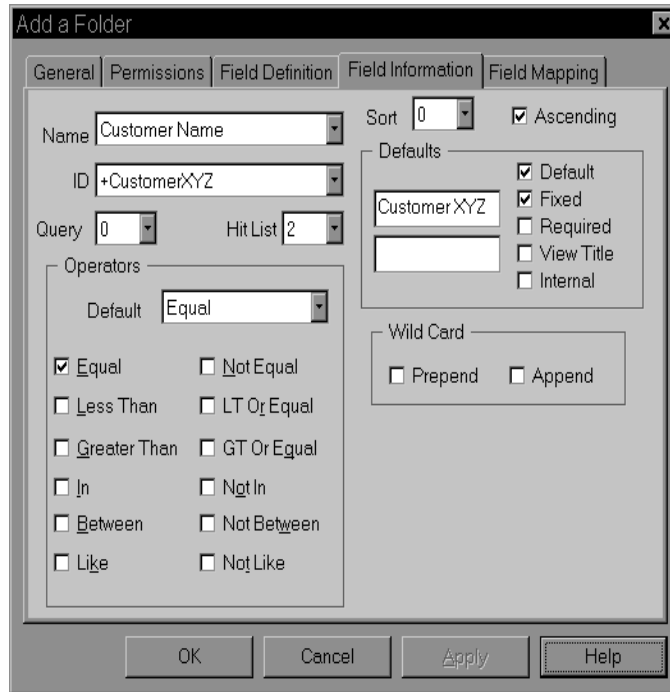 Add a Folder
General Permissions Field Definition Field Information Field Mapping
Name Customer Name
Sort 0 Ascending
ID +CustomerXYZ
Query 0 Hit List 2
Defaults
Customer XYZ
Default
Fixed
Required
View Title
Internal
Operators
Default Equal
Equal Not Equal
Less Than LT Or Equal
Greater Than GT Or Equal
In Not In
Between Not Between
Like Not Like
Wild Card
Prepend Append
OK Cancel Apply Help